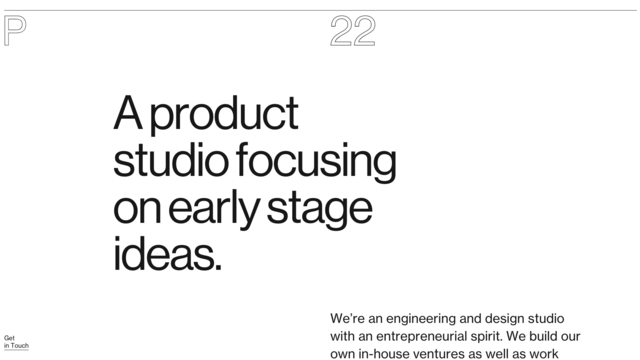 P
22
A product
studio focusing
on early stage
ideas.
We're an engineering and design studio
with an entrepreneurial spirit. We build our
own in-house ventures as well as work
Get
in Touch